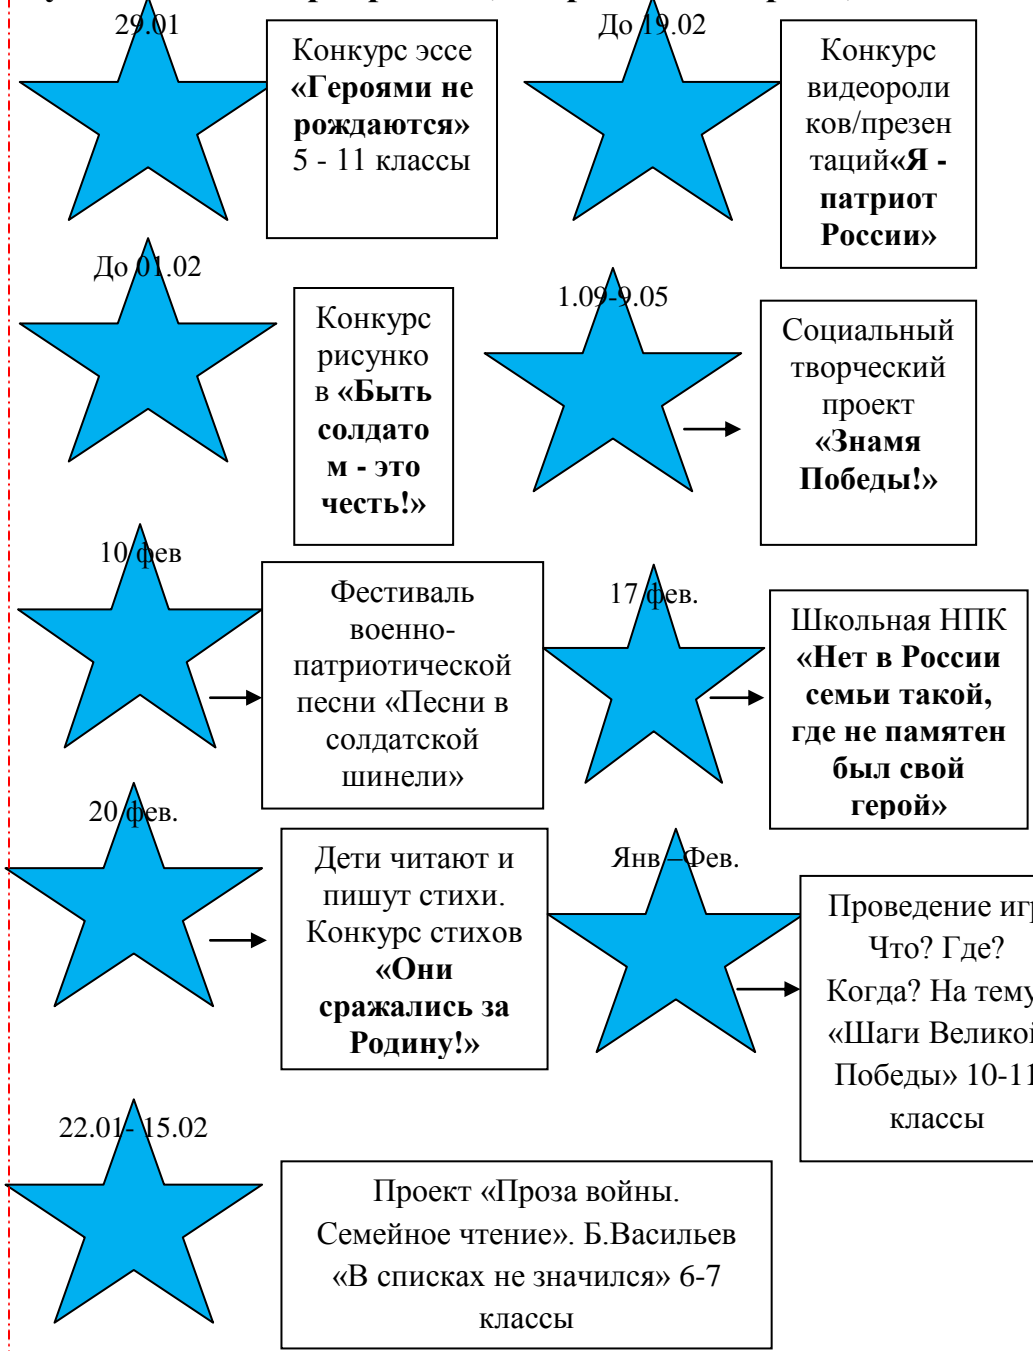 29.01
Конкурс эссе
«Героями не
рождаются»
5 - 11 классы
До 19.02
Конкурс
видеороли
ков/презен
таций«Я -
патриот
России»
До 01.02
Конкурс
рисунко
в «Быть
солдато
м - это
честь!»
1.09-9.05
Социальный
творческий
проект
«Знамя
Победы!»
10 фев
Фестиваль
военно-
патриотической
песни «Песни в
солдатской
шинели»
17 фев.
Школьная НПК
«Нет в России
семьи такой,
где не памятен
был свой
герой»
20 фев.
Дети читают и
пишут стихи.
Конкурс стихов
«Они
сражались за
Родину!»
Янв.–Фев.
Проведение игр
Что? Где?
Когда? На тему
«Шаги Великой
Победы» 10-11
классы
22.01- 15.02
Проект «Проза войны.
Семейное чтение». Б.Васильев
«В списках не значился» 6-7
классы